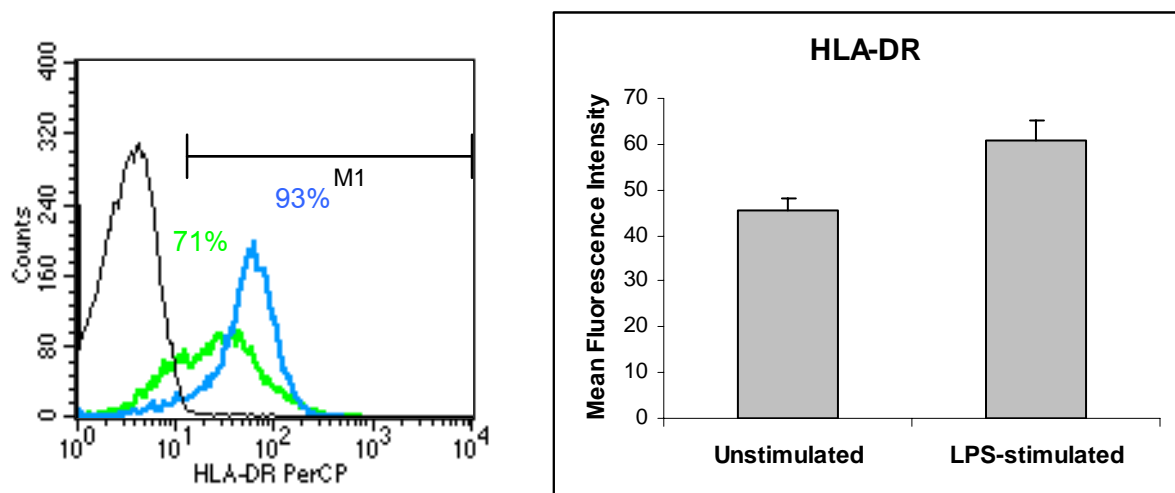 400
320
240
160
80
0
Counts
M1
93%
71%
10^0 10^1 10^2 10^3 10^4
HLA-DR PerCP
HLA-DR
Mean Fluorescence Intensity
70
60
50
40
30
20
10
0
Unstimulated LPS-stimulated